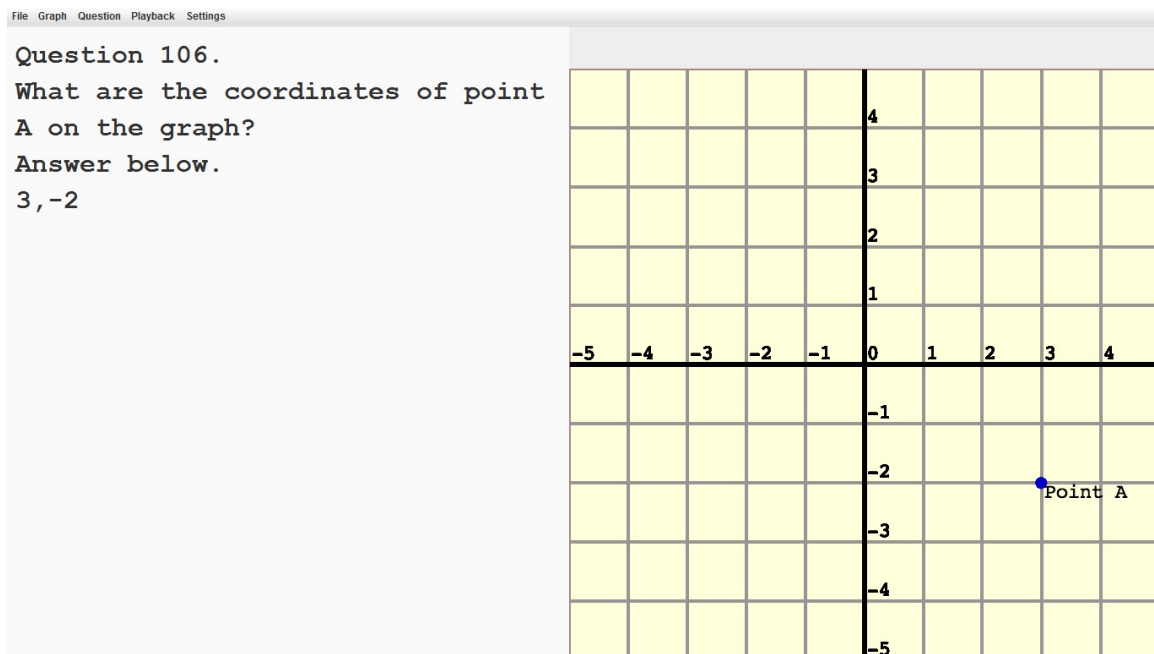 File Graph Question Playback Settings
Question 106.
What are the coordinates of point
A on the graph?
Answer below.
3,-2
4
3
2
1
-5 -4 -3 -2 -1 0 1 2 3 4
-1
-2
Point A
-3
-4
-5